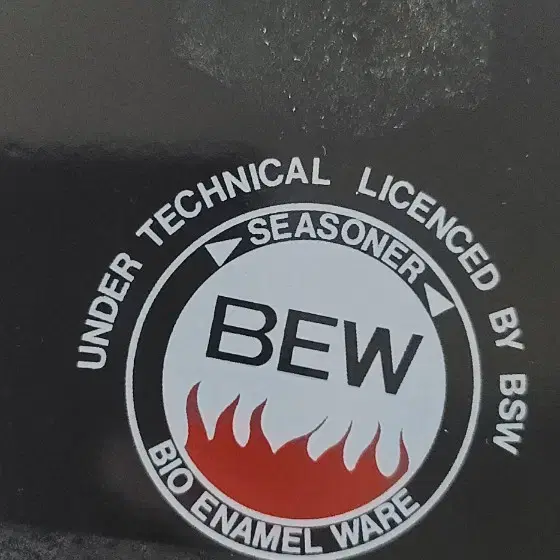 UNDER TECHNICAL LICENCED BY BSW
SEASONER
BEW
BIO ENAMEL WARE